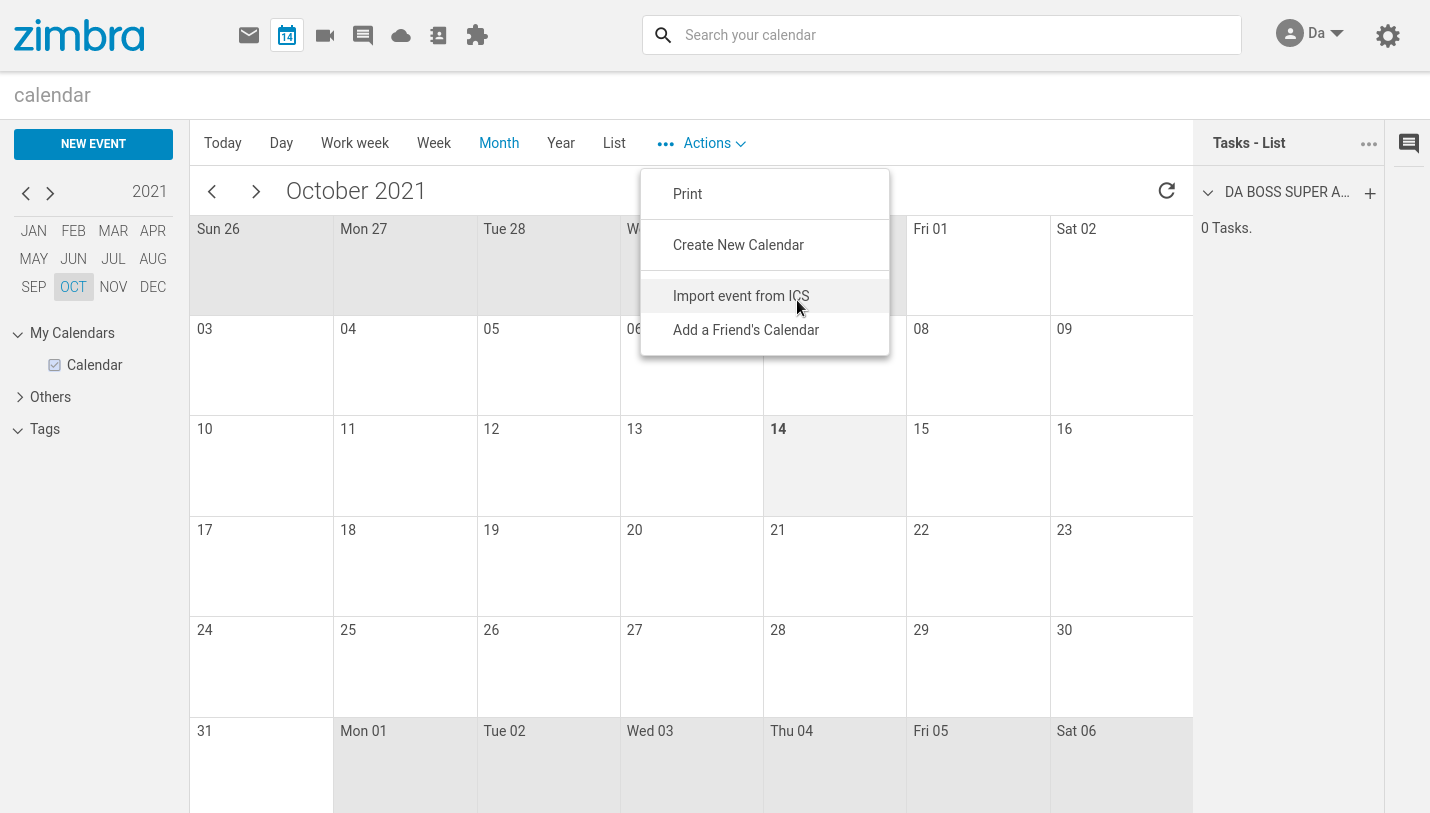 zimbra
14
Search your calendar
Da
calendar
NEW EVENT
Today Day Work week Week Month Year List ••• Actions
Tasks - List
2021
October 2021
Print
DA BOSS SUPER A...
JAN FEB MAR APR
Sun 26 Mon 27 Tue 28 We Fri 01 Sat 02
0 Tasks.
Create New Calendar
MAY JUN JUL AUG
SEP OCT NOV DEC
Import event from ICS
My Calendars
03 04 05 06 08 09
Add a Friend's Calendar
Calendar
Others
Tags
10 11 12 13 14 15 16
17 18 19 20 21 22 23
24 25 26 27 28 29 30
31 Mon 01 Tue 02 Wed 03 Thu 04 Fri 05 Sat 06